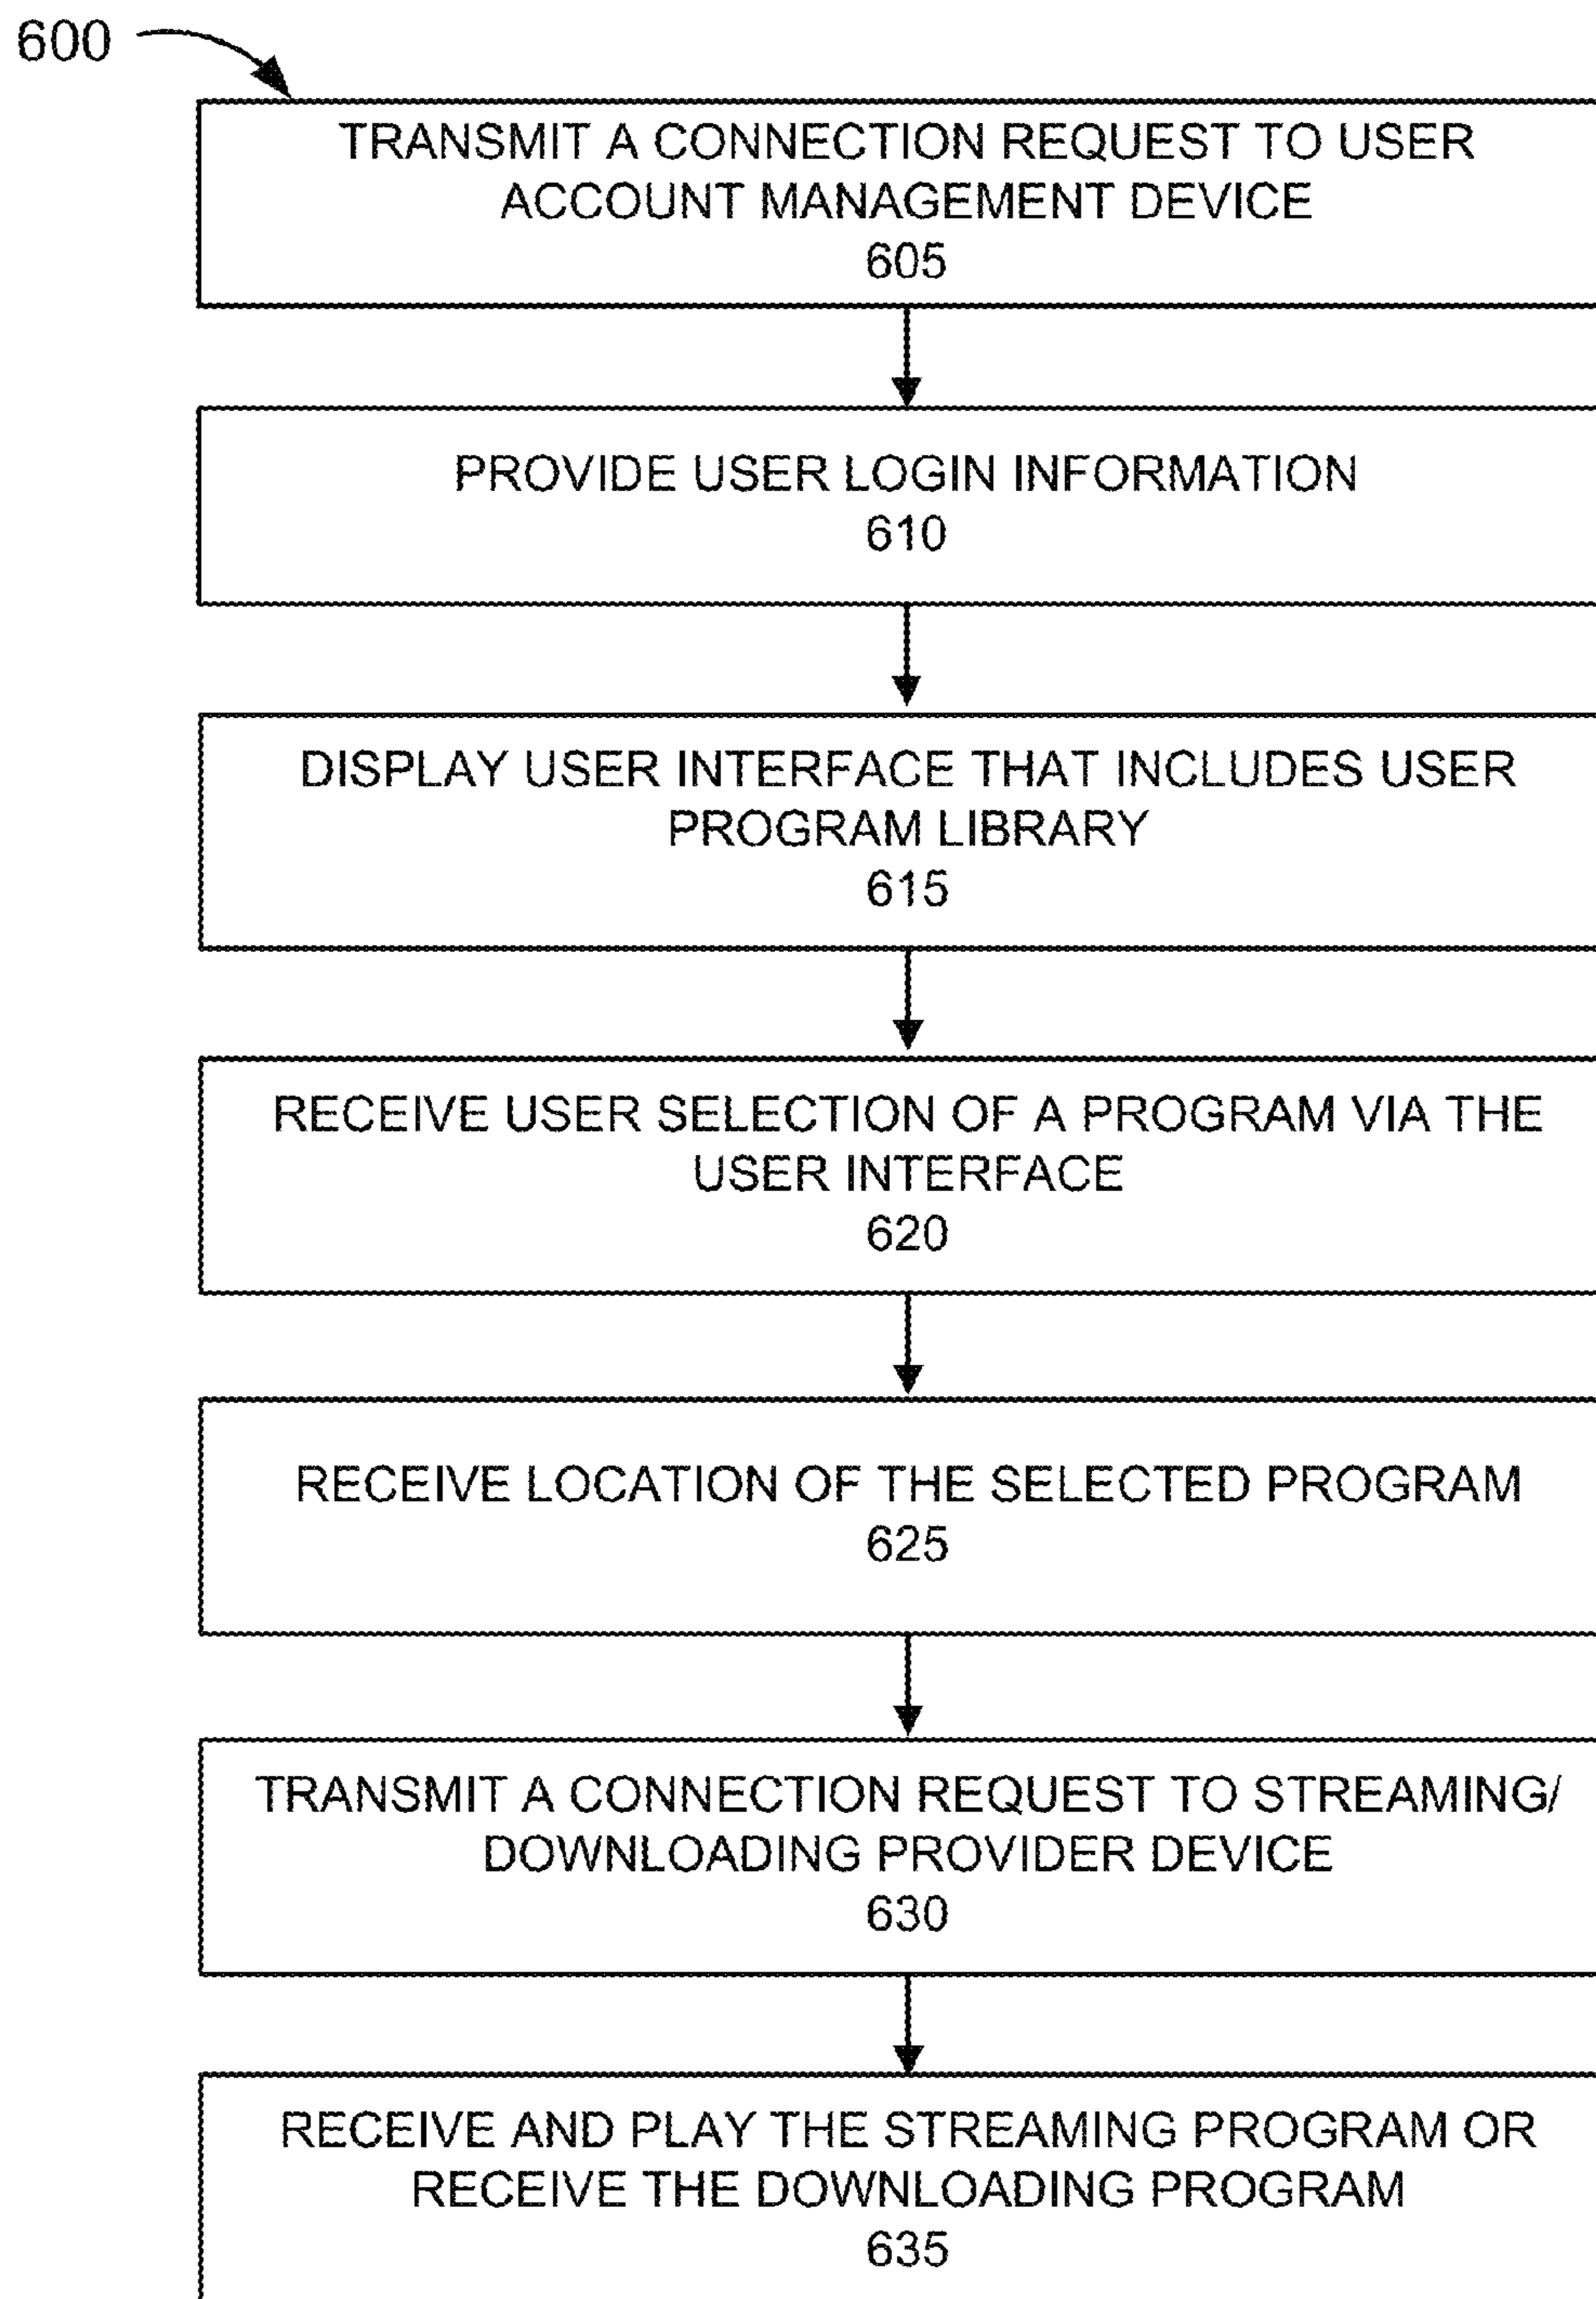 600
TRANSMIT A CONNECTION REQUEST TO USER
ACCOUNT MANAGEMENT DEVICE
605
PROVIDE USER LOGIN INFORMATION
610
DISPLAY USER INTERFACE THAT INCLUDES USER
PROGRAM LIBRARY
615
RECEIVE USER SELECTION OF A PROGRAM VIA THE
USER INTERFACE
620
RECEIVE LOCATION OF THE SELECTED PROGRAM
625
TRANSMIT A CONNECTION REQUEST TO STREAMING/
DOWNLOADING PROVIDER DEVICE
630
RECEIVE AND PLAY THE STREAMING PROGRAM OR
RECEIVE THE DOWNLOADING PROGRAM
635